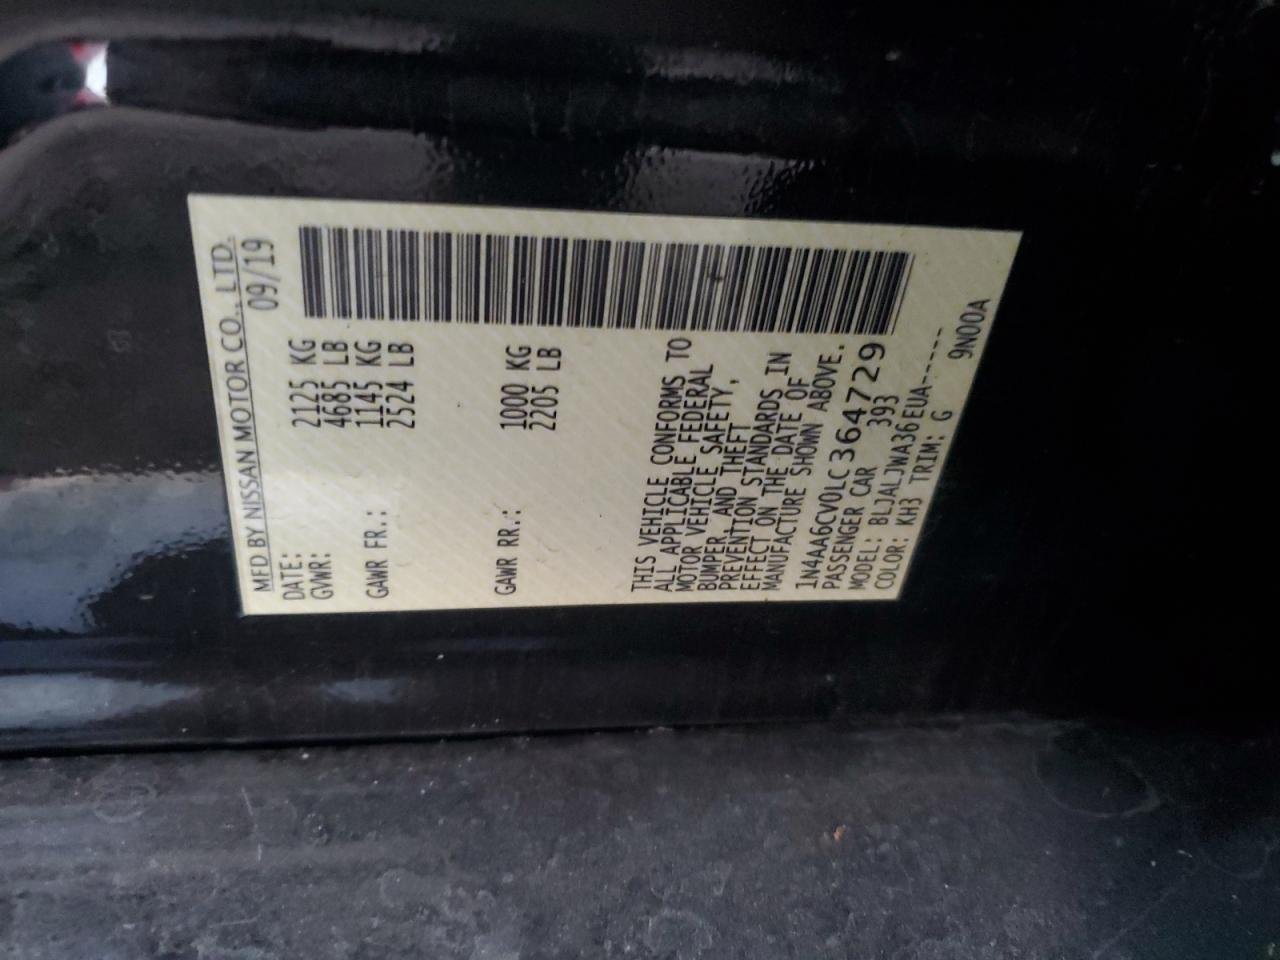 MFD BY NISSAN MOTOR CO., LTD.
DATE: 09/19
GVWR: 2125 KG
4685 LB
GAWR FR.: 1145 KG
2524 LB
GAWR RR.: 1000 KG
2205 LB
THIS VEHICLE CONFORMS TO
ALL APPLICABLE FEDERAL
MOTOR VEHICLE SAFETY,
BUMPER, AND THEFT
PREVENTION STANDARDS IN
EFFECT ON THE DATE OF
MANUFACTURE SHOWN ABOVE.
1N4AA6CV0LC364729
PASSENGER CAR 393
MODEL: BLJALJWA36EUA-----
COLOR: KH3 TRIM: G 9N00A